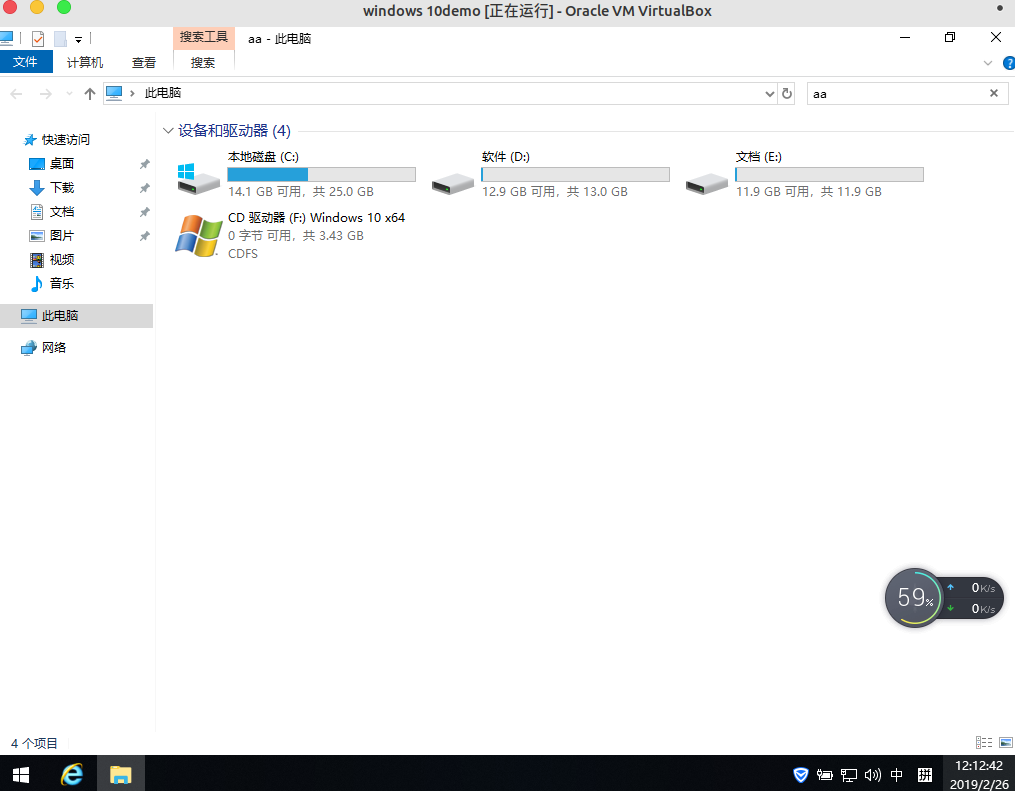 windows 10demo [正在运行] - Oracle VM VirtualBox
搜索工具
aa - 此电脑
文件
计算机
查看
搜索
此电脑
aa
快速访问
桌面
下载
文档
图片
视频
音乐
此电脑
网络
设备和驱动器 (4)
本地磁盘 (C:)
14.1 GB 可用，共 25.0 GB
软件 (D:)
12.9 GB 可用，共 13.0 GB
文档 (E:)
11.9 GB 可用，共 11.9 GB
CD 驱动器 (F:) Windows 10 x64
0 字节 可用，共 3.43 GB
CDFS
59%
0K/s
0K/s
4 个项目
中
拼
12:12:42
2019/2/26